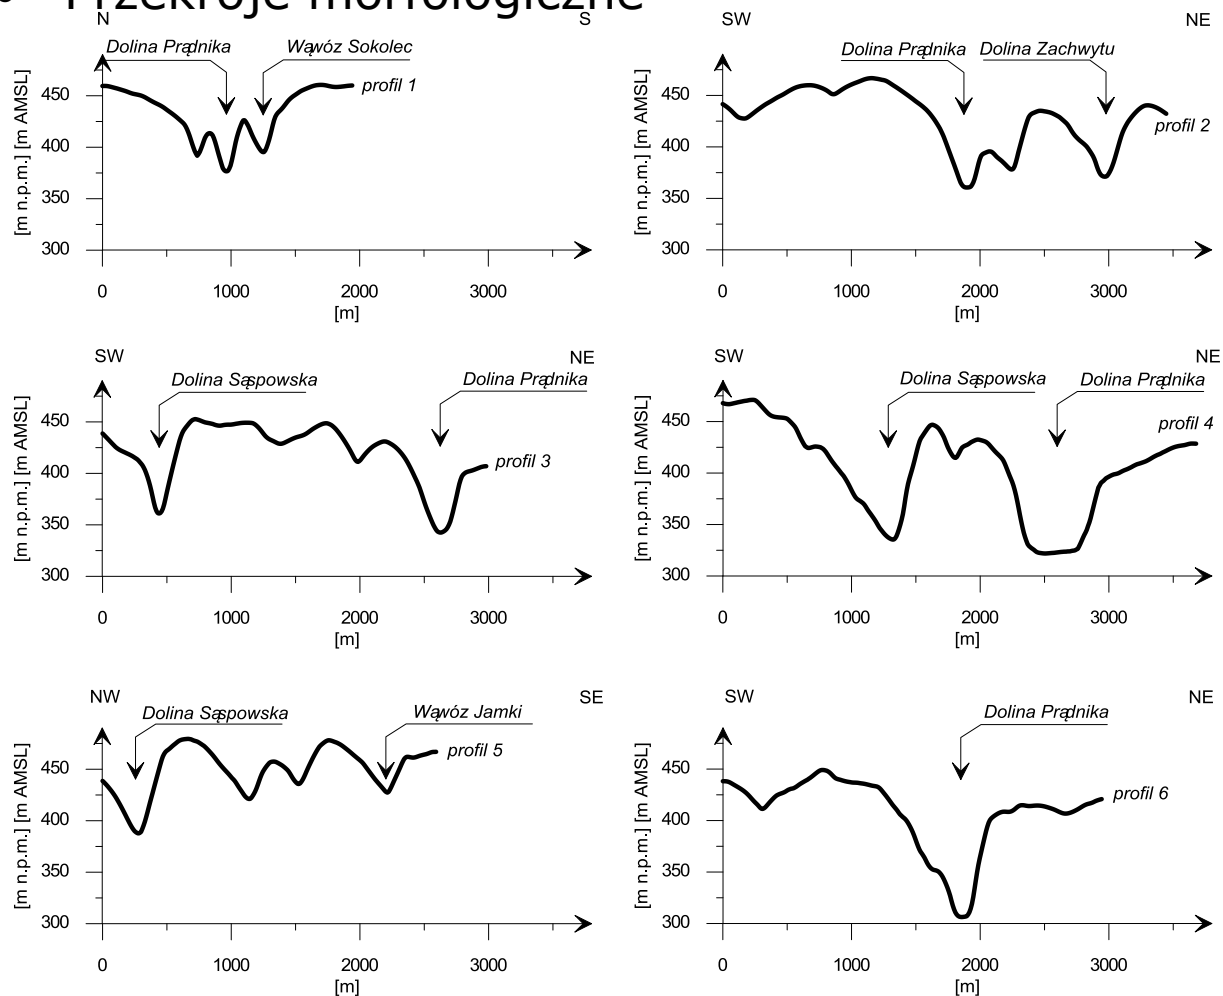 Przekroje morfologiczne
N
S
Dolina Prądnika
Wąwóz Sokolec
profil 1
[m n.p.m.] [m AMSL]
450
400
350
300
0 1000 2000 3000
[m]
SW
NE
Dolina Prądnika
Dolina Zachwytu
profil 2
[m n.p.m.] [m AMSL]
450
400
350
300
0 1000 2000 3000
[m]
SW
NE
Dolina Sąspowska
Dolina Prądnika
profil 3
[m n.p.m.] [m AMSL]
450
400
350
300
0 1000 2000 3000
[m]
SW
NE
Dolina Sąspowska
Dolina Prądnika
profil 4
[m n.p.m.] [m AMSL]
450
400
350
300
0 1000 2000 3000
[m]
NW
SE
Dolina Sąspowska
Wąwóz Jamki
profil 5
[m n.p.m.] [m AMSL]
450
400
350
300
0 1000 2000 3000
[m]
SW
NE
Dolina Prądnika
profil 6
[m n.p.m.] [m AMSL]
450
400
350
300
0 1000 2000 3000
[m]